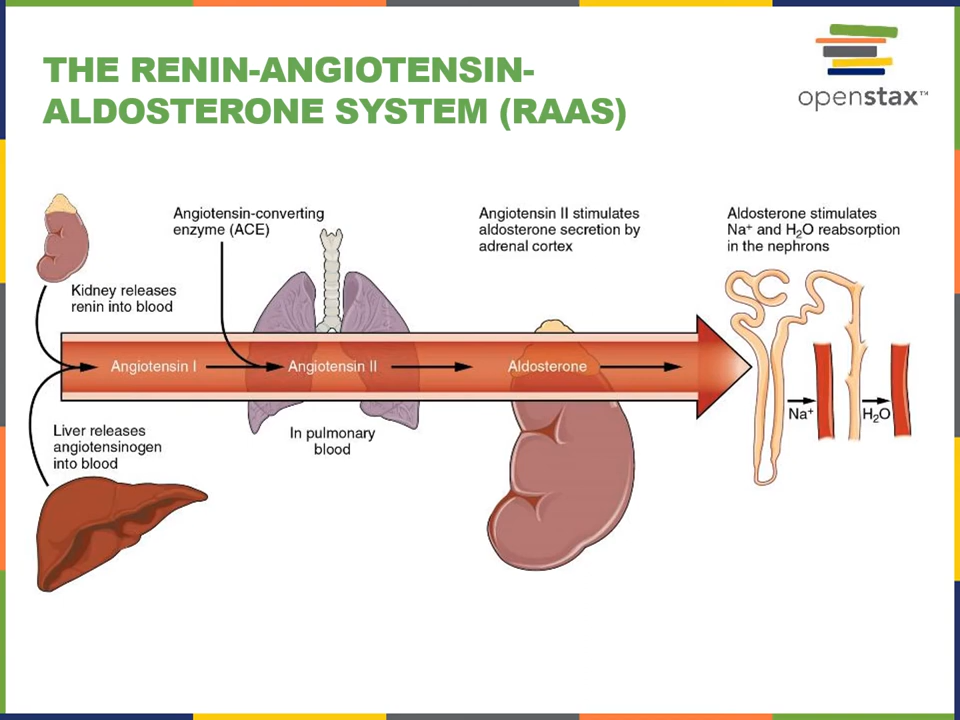 THE RENIN-ANGIOTENSIN-
ALDOSTERONE SYSTEM (RAAS)
openstax™
Angiotensin-converting
enzyme (ACE)
Angiotensin II stimulates
aldosterone secretion by
adrenal cortex
Aldosterone stimulates
Na⁺ and H₂O reabsorption
in the nephrons
Kidney releases
renin into blood
Angiotensin I
Angiotensin II
Aldosterone
Na⁺
H₂O
Liver releases
angiotensinogen
into blood
In pulmonary
blood